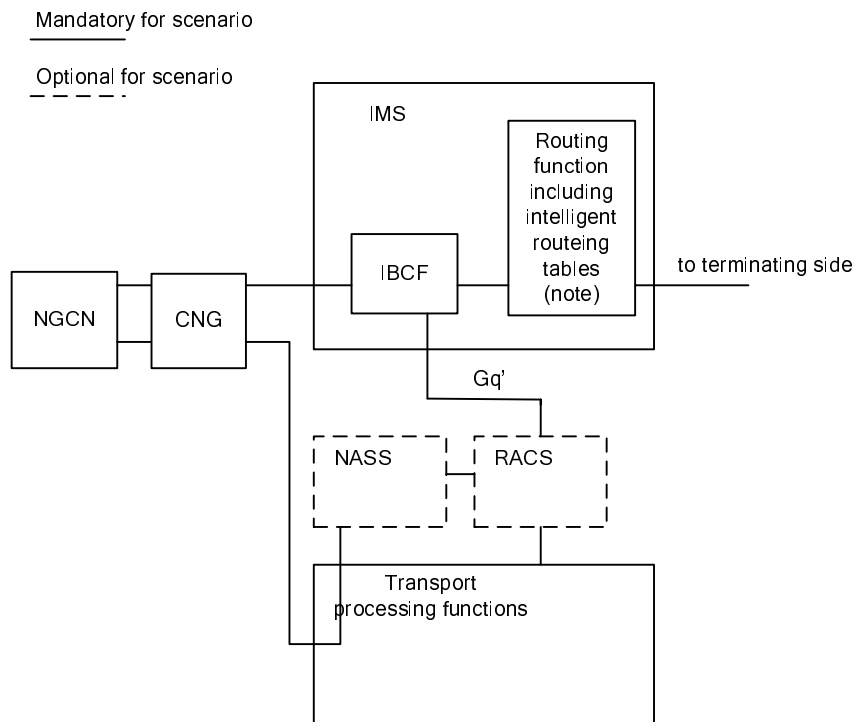 Mandatory for scenario
Optional for scenario
IMS
Routing
function
including
intelligent
routeing
tables
(note)
to terminating side
IBCF
NGCN
CNG
Gq'
NASS
RACS
Transport
processing functions